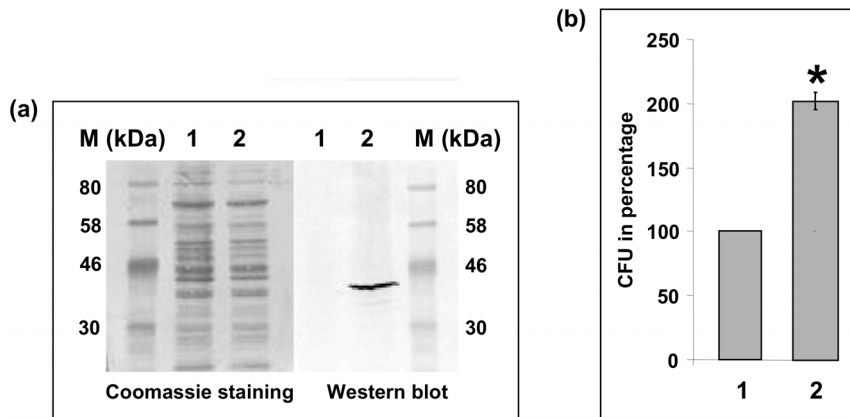 (a)
M (kDa) 1 2 1 2 M (kDa)
80 80
58 58
46 46
30 30
Coomassie staining Western blot
(b)
CFU in percentage
250
200
150
100
50
0
*
1 2